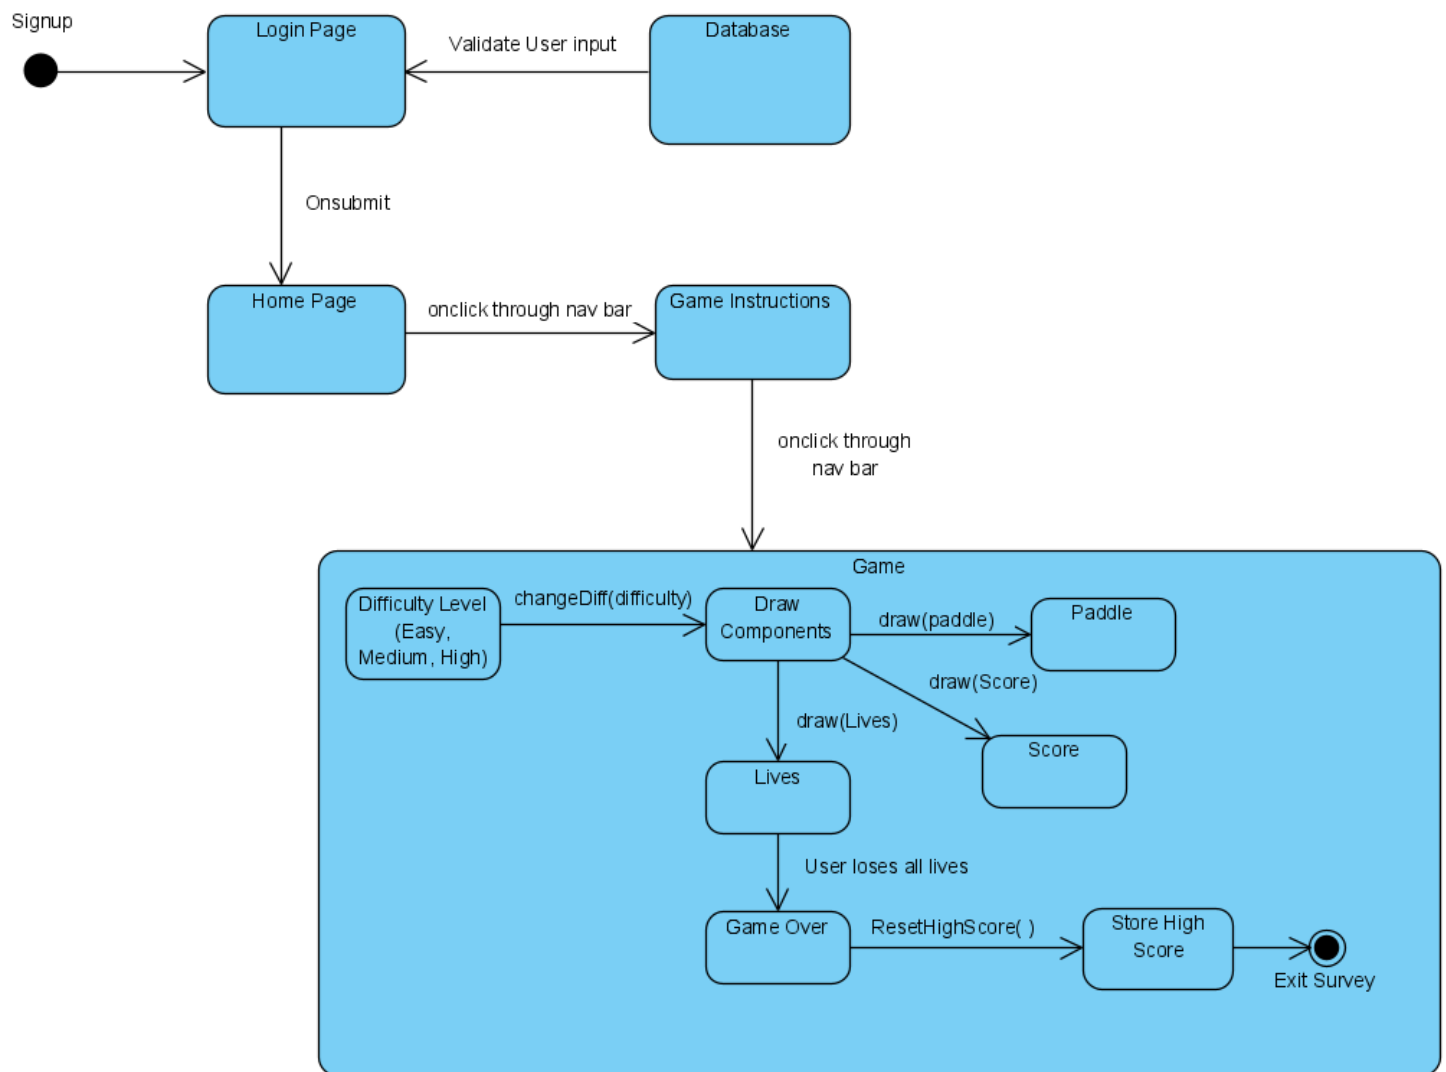 Signup
Login Page
Validate User input
Database
Onsubmit
Home Page
onclick through nav bar
Game Instructions
onclick through
nav bar
Game
Difficulty Level
(Easy,
Medium, High)
changeDiff(difficulty)
Draw
Components
draw(paddle)
Paddle
draw(Score)
Score
draw(Lives)
Lives
User loses all lives
Game Over
ResetHighScore( )
Store High
Score
Exit Survey